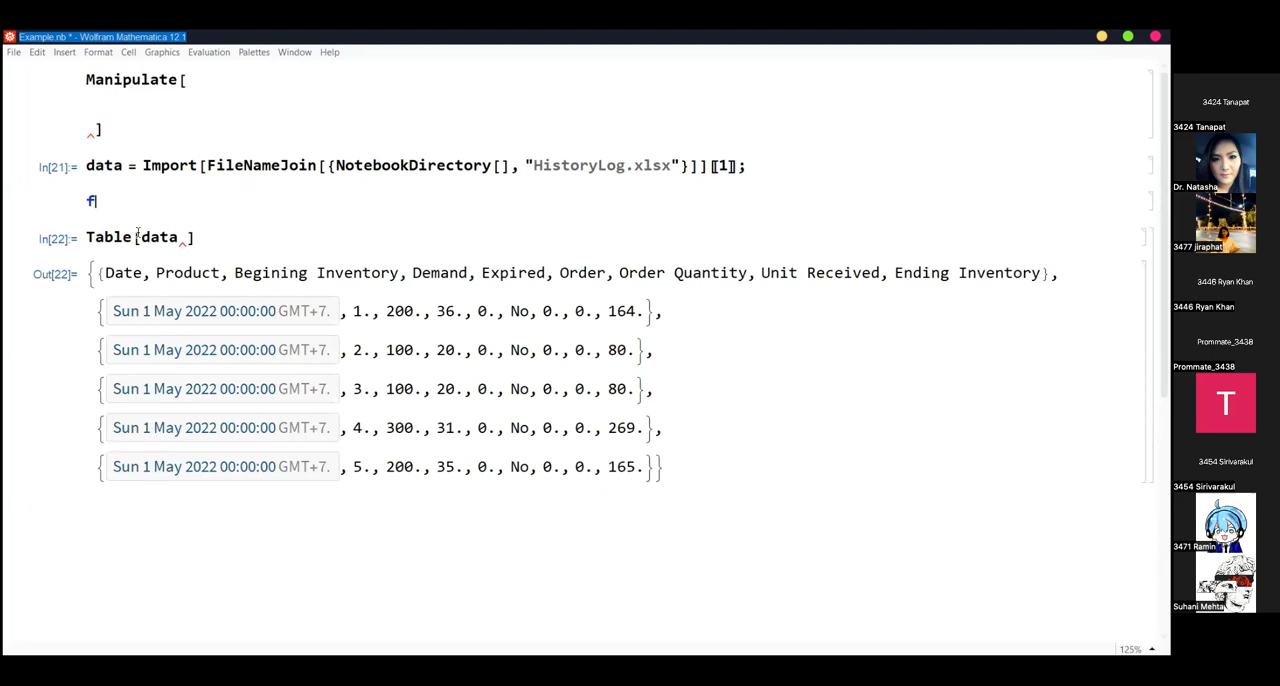 Example.nb * - Wolfram Mathematica 12.1
File Edit Insert Format Cell Graphics Evaluation Palettes Window Help
Manipulate[
]
In[21]:= data = Import[FileNameJoin[{NotebookDirectory[], "HistoryLog.xlsx"}]][[1]];
f
In[22]:= Table[data ]
Out[22]= {{Date, Product, Begining Inventory, Demand, Expired, Order, Order Quantity, Unit Received, Ending Inventory},
{Sun 1 May 2022 00:00:00 GMT+7., 1., 200., 36., 0., No, 0., 0., 164.},
{Sun 1 May 2022 00:00:00 GMT+7., 2., 100., 20., 0., No, 0., 0., 80.},
{Sun 1 May 2022 00:00:00 GMT+7., 3., 100., 20., 0., No, 0., 0., 80.},
{Sun 1 May 2022 00:00:00 GMT+7., 4., 300., 31., 0., No, 0., 0., 269.},
{Sun 1 May 2022 00:00:00 GMT+7., 5., 200., 35., 0., No, 0., 0., 165.}}
125%
3424 Tanapat
3424 Tanapat
Dr. Natasha
3477 jiraphat
3446 Ryan Khan
3446 Ryan Khan
Prommate_3438
Prommate_3438
T
3454 Sirivarakul
3454 Sirivarakul
3471 Ramin
Suhani Mehta